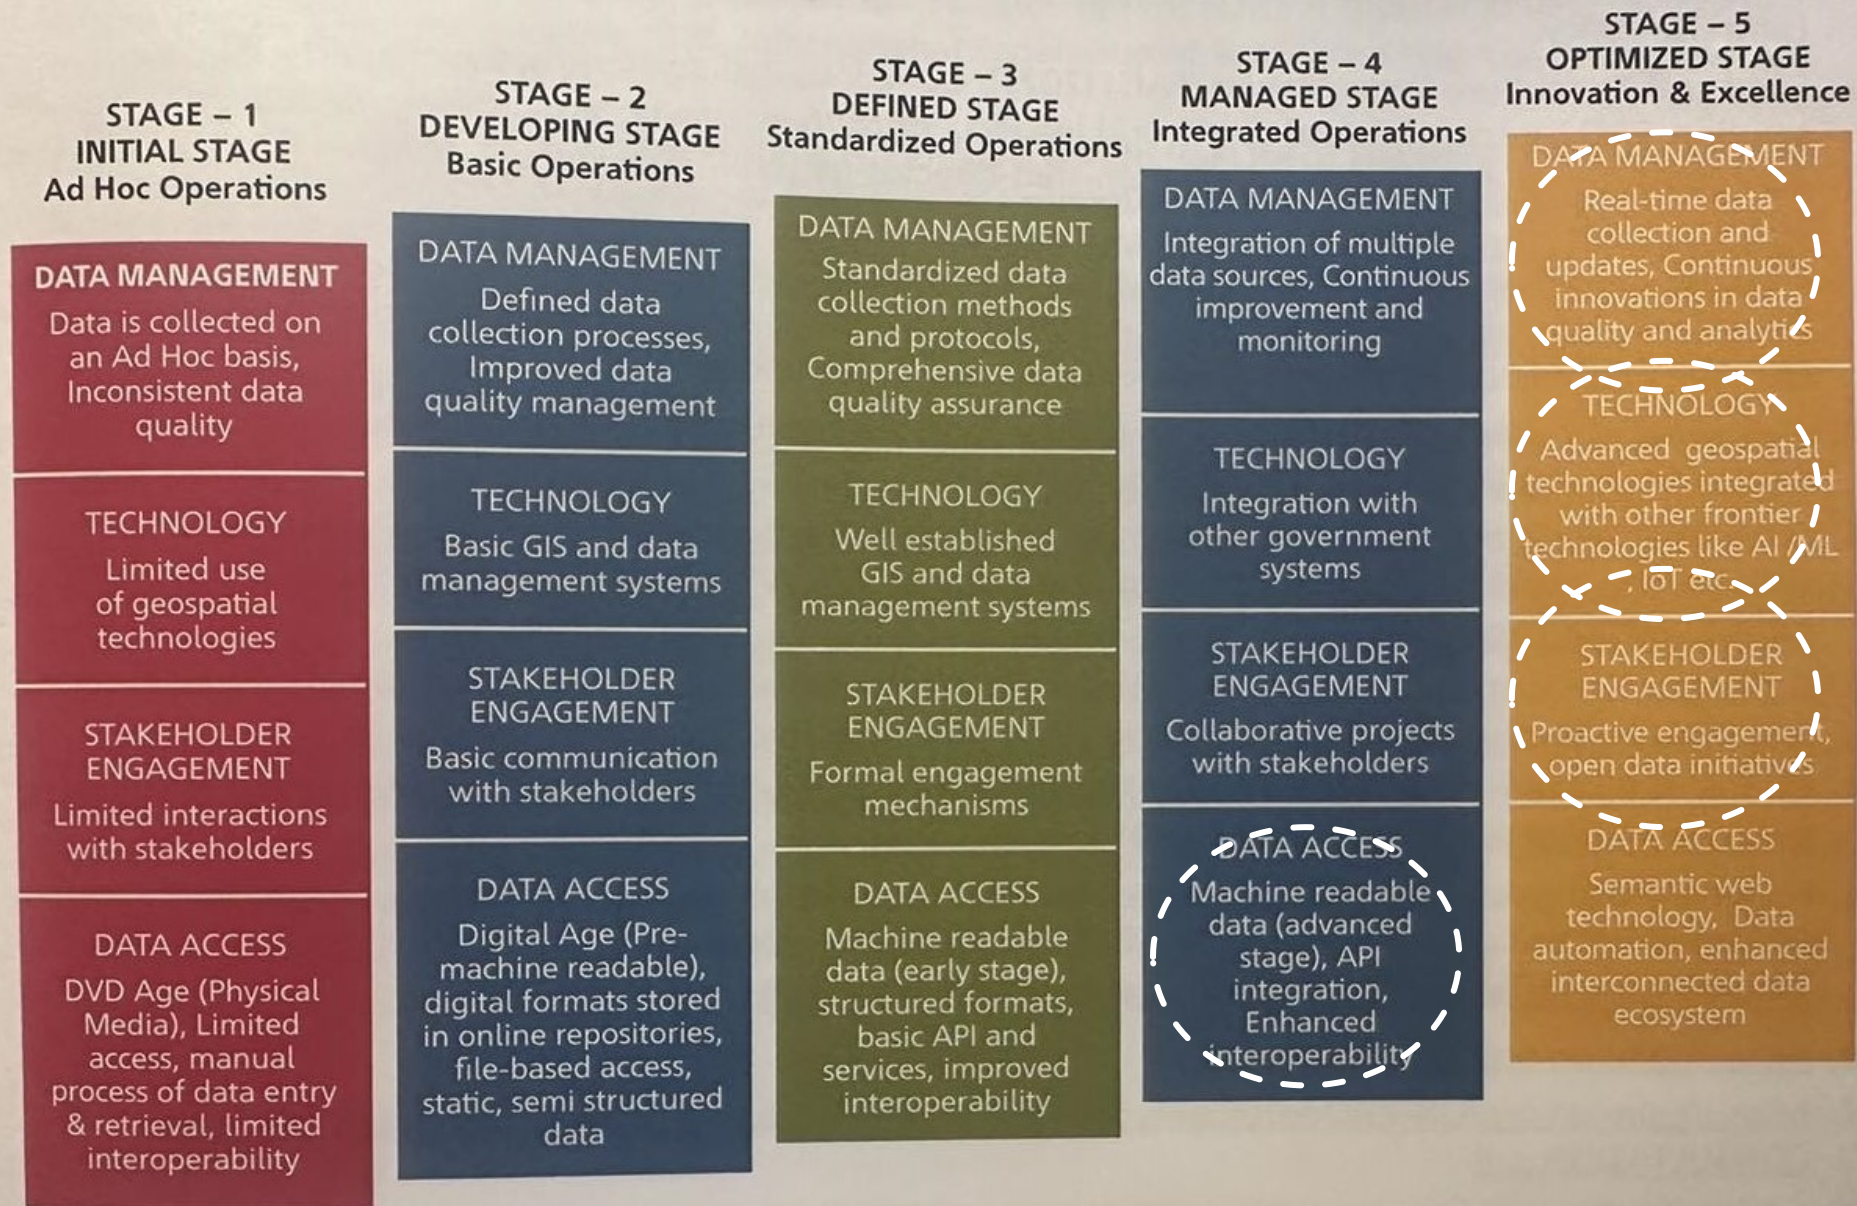 STAGE – 1
INITIAL STAGE
Ad Hoc Operations
DATA MANAGEMENT
Data is collected on
an Ad Hoc basis,
Inconsistent data
quality
TECHNOLOGY
Limited use
of geospatial
technologies
STAKEHOLDER
ENGAGEMENT
Limited interactions
with stakeholders
DATA ACCESS
DVD Age (Physical
Media), Limited
access, manual
process of data entry
& retrieval, limited
interoperability
STAGE – 2
DEVELOPING STAGE
Basic Operations
DATA MANAGEMENT
Defined data
collection processes,
Improved data
quality management
TECHNOLOGY
Basic GIS and data
management systems
STAKEHOLDER
ENGAGEMENT
Basic communication
with stakeholders
DATA ACCESS
Digital Age (Pre-
machine readable),
digital formats stored
in online repositories,
file-based access,
static, semi structured
data
STAGE – 3
DEFINED STAGE
Standardized Operations
DATA MANAGEMENT
Standardized data
collection methods
and protocols,
Comprehensive data
quality assurance
TECHNOLOGY
Well established
GIS and data
management systems
STAKEHOLDER
ENGAGEMENT
Formal engagement
mechanisms
DATA ACCESS
Machine readable
data (early stage),
structured formats,
basic API and
services, improved
interoperability
STAGE – 4
MANAGED STAGE
Integrated Operations
DATA MANAGEMENT
Integration of multiple
data sources, Continuous
improvement and
monitoring
TECHNOLOGY
Integration with
other government
systems
STAKEHOLDER
ENGAGEMENT
Collaborative projects
with stakeholders
DATA ACCESS
Machine readable
data (advanced
stage), API
integration,
Enhanced
interoperability
STAGE – 5
OPTIMIZED STAGE
Innovation & Excellence
DATA MANAGEMENT
Real-time data
collection and
updates, Continuous
innovations in data
quality and analytics
TECHNOLOGY
Advanced geospatial
technologies integrated
with other frontier
technologies like AI /ML
, IoT etc.
STAKEHOLDER
ENGAGEMENT
Proactive engagement,
open data initiatives
DATA ACCESS
Semantic web
technology, Data
automation, enhanced
interconnected data
ecosystem